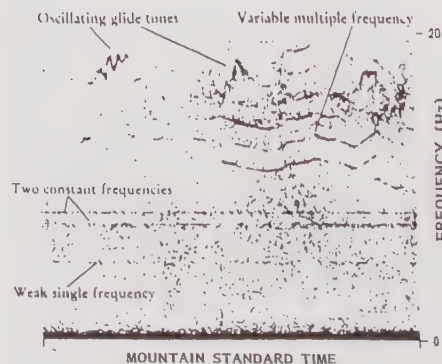 Oscillating glide tones
Variable multiple frequency
20
Two constant frequencies
Weak single frequency
FREQUENCY (Hz)
0
MOUNTAIN STANDARD TIME